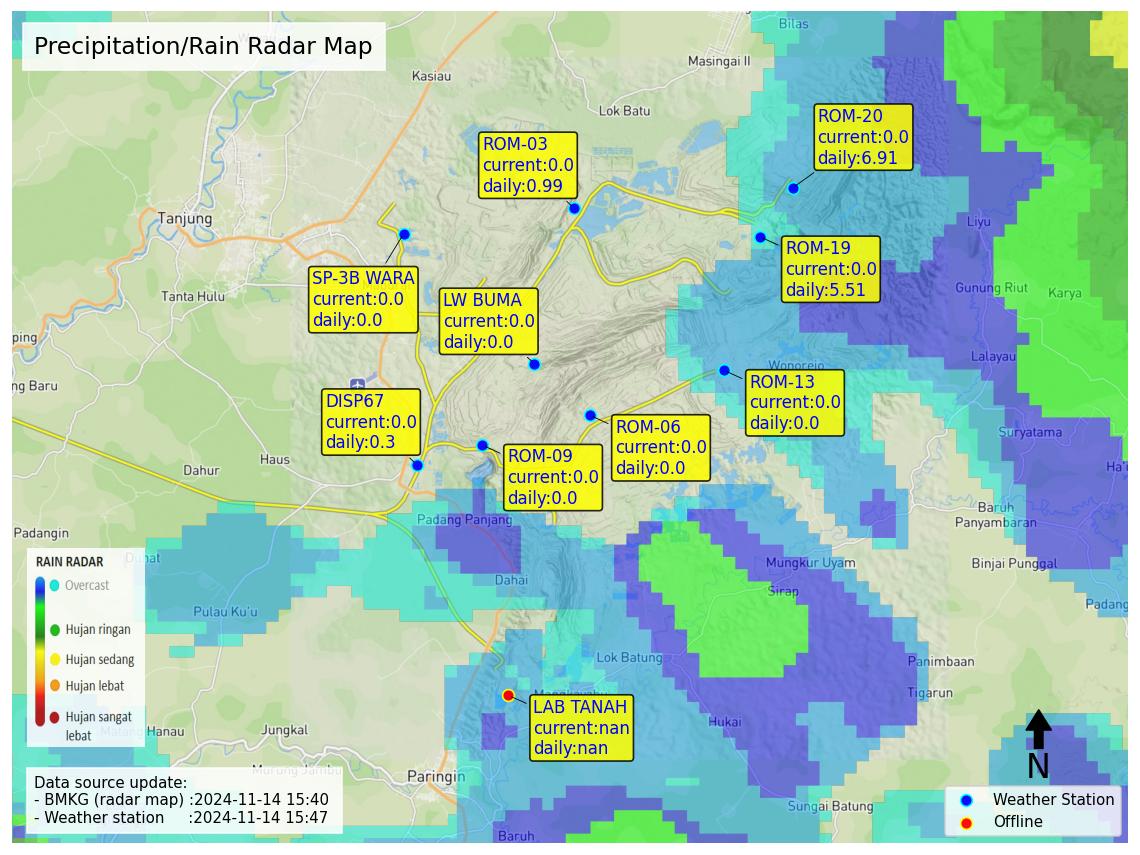 Precipitation/Rain Radar Map
Bilas
Masingai II
Kasiau
Lok Batu
ROM-20
current:0.0
daily:6.91
ROM-03
current:0.0
daily:0.99
Tanjung
Liyu
ROM-19
current:0.0
daily:5.51
SP-3B WARA
current:0.0
daily:0.0
Tanta Hulu
LW BUMA
current:0.0
daily:0.0
Gunung Riut
Karya
ping
Lalayau
Wonorejo
ng Baru
ROM-13
current:0.0
daily:0.0
DISP67
current:0.0
daily:0.3
ROM-06
current:0.0
daily:0.0
Suryatama
Haus
Dahur
ROM-09
current:0.0
daily:0.0
Ha'u
Padang Panjang
Baruh
Panyambaran
Padangin
Mungkur Uyam
Binjai Punggal
RAIN RADAR
Overcast
Hujan ringan
Hujan sedang
Hujan lebat
Hujan sangat
lebat
Dahai
Sirap
Padang
Pulau Ku'u
Lok Batung
Panimbaan
Tigarun
LAB TANAH
current:nan
daily:nan
Hukai
Hanau
Jungkal
Paringin
N
Data source update:
- BMKG (radar map) :2024-11-14 15:40
- Weather station :2024-11-14 15:47
Sungai Batung
Weather Station
Offline
Baruh